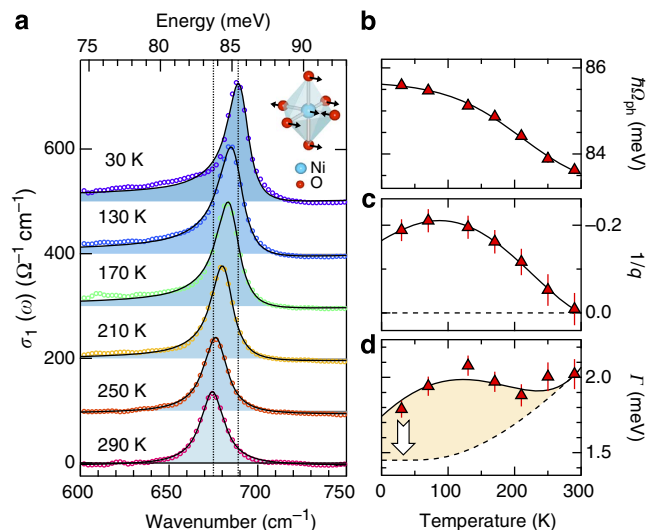 a
Energy (meV)
75 80 85 90
σ₁ (ω) (Ω⁻¹ cm⁻¹)
600
400
200
0
30 K
130 K
170 K
210 K
250 K
290 K
Ni
O
600 650 700 750
Wavenumber (cm⁻¹)
b
86
84
ħΩph (meV)
c
−0.2
0.0
1/q
d
2.0
1.5
Γ (meV)
0 100 200 300
Temperature (K)